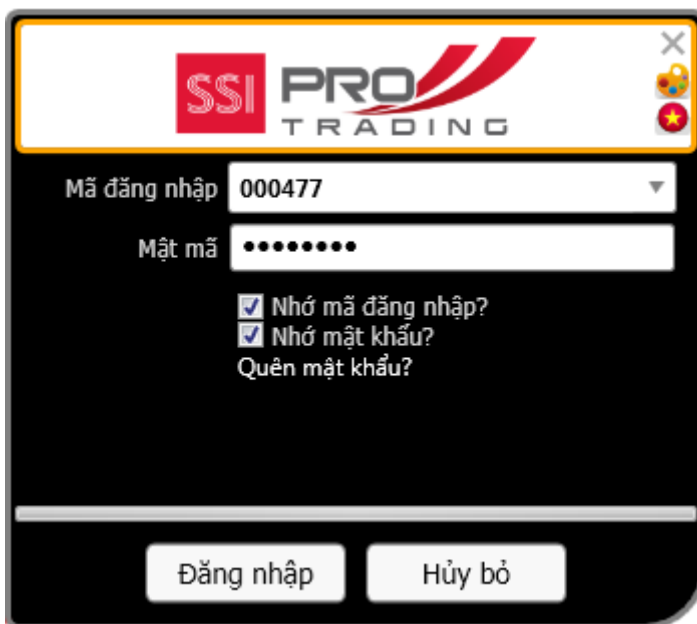 SSI PRO
TRADING
Mã đăng nhập 000477
Mật mã ••••••••
Nhớ mã đăng nhập?
Nhớ mật khẩu?
Quên mật khẩu?
Đăng nhập Hủy bỏ